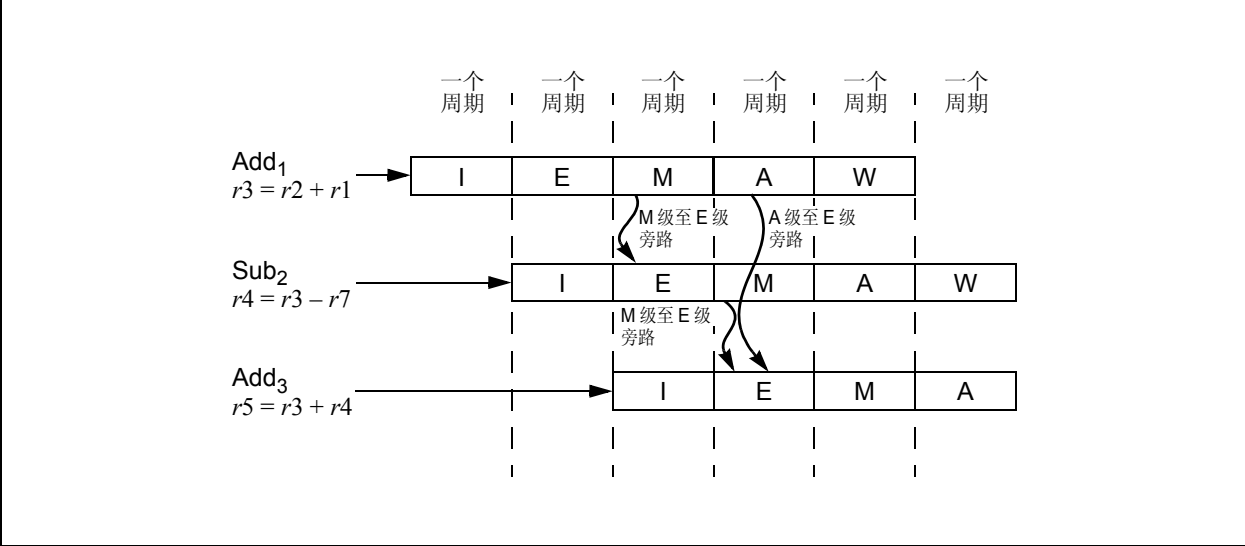 一个 一个 一个 一个 一个 一个
周期 周期 周期 周期 周期 周期
Add1
r3 = r2 + r1
I E M A W
M 级至 E 级
旁路
A 级至 E 级
旁路
Sub2
r4 = r3 – r7
I E M A W
M 级至 E 级
旁路
Add3
r5 = r3 + r4
I E M A